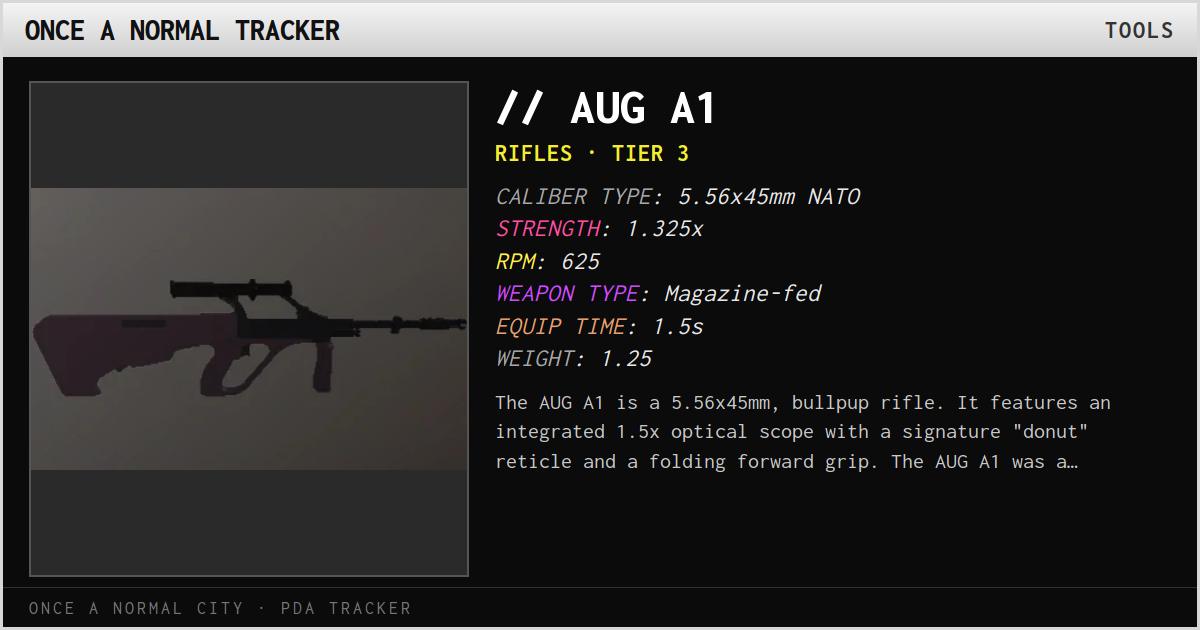 ONCE A NORMAL TRACKER
TOOLS
// AUG A1
RIFLES · TIER 3
CALIBER TYPE: 5.56x45mm NATO
STRENGTH: 1.325x
RPM: 625
WEAPON TYPE: Magazine-fed
EQUIP TIME: 1.5s
WEIGHT: 1.25
The AUG A1 is a 5.56x45mm, bullpup rifle. It features an
integrated 1.5x optical scope with a signature "donut"
reticle and a folding forward grip. The AUG A1 was a…
ONCE A NORMAL CITY · PDA TRACKER